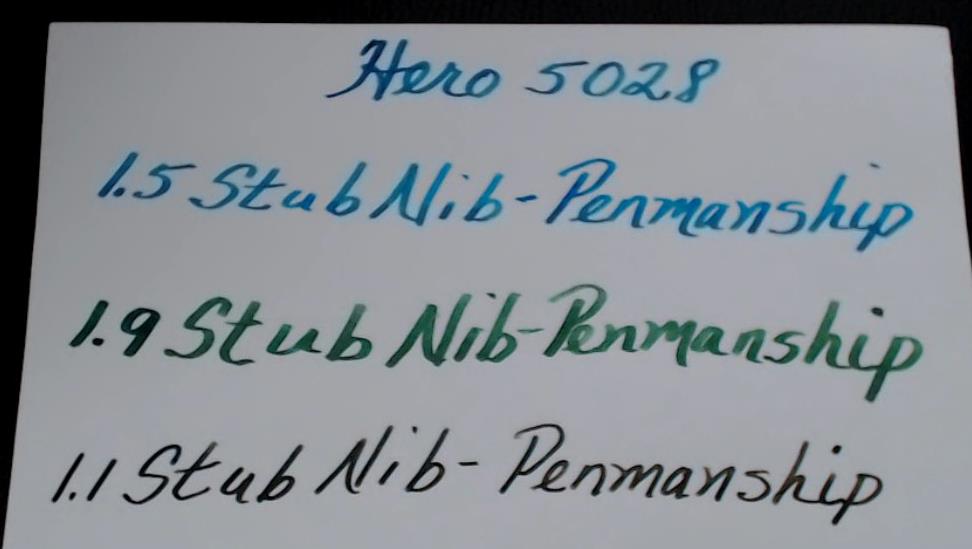 Hero 5028
1.5 Stub Nib-Penmanship
1.9 Stub Nib-Penmanship
1.1 Stub Nib- Penmanship